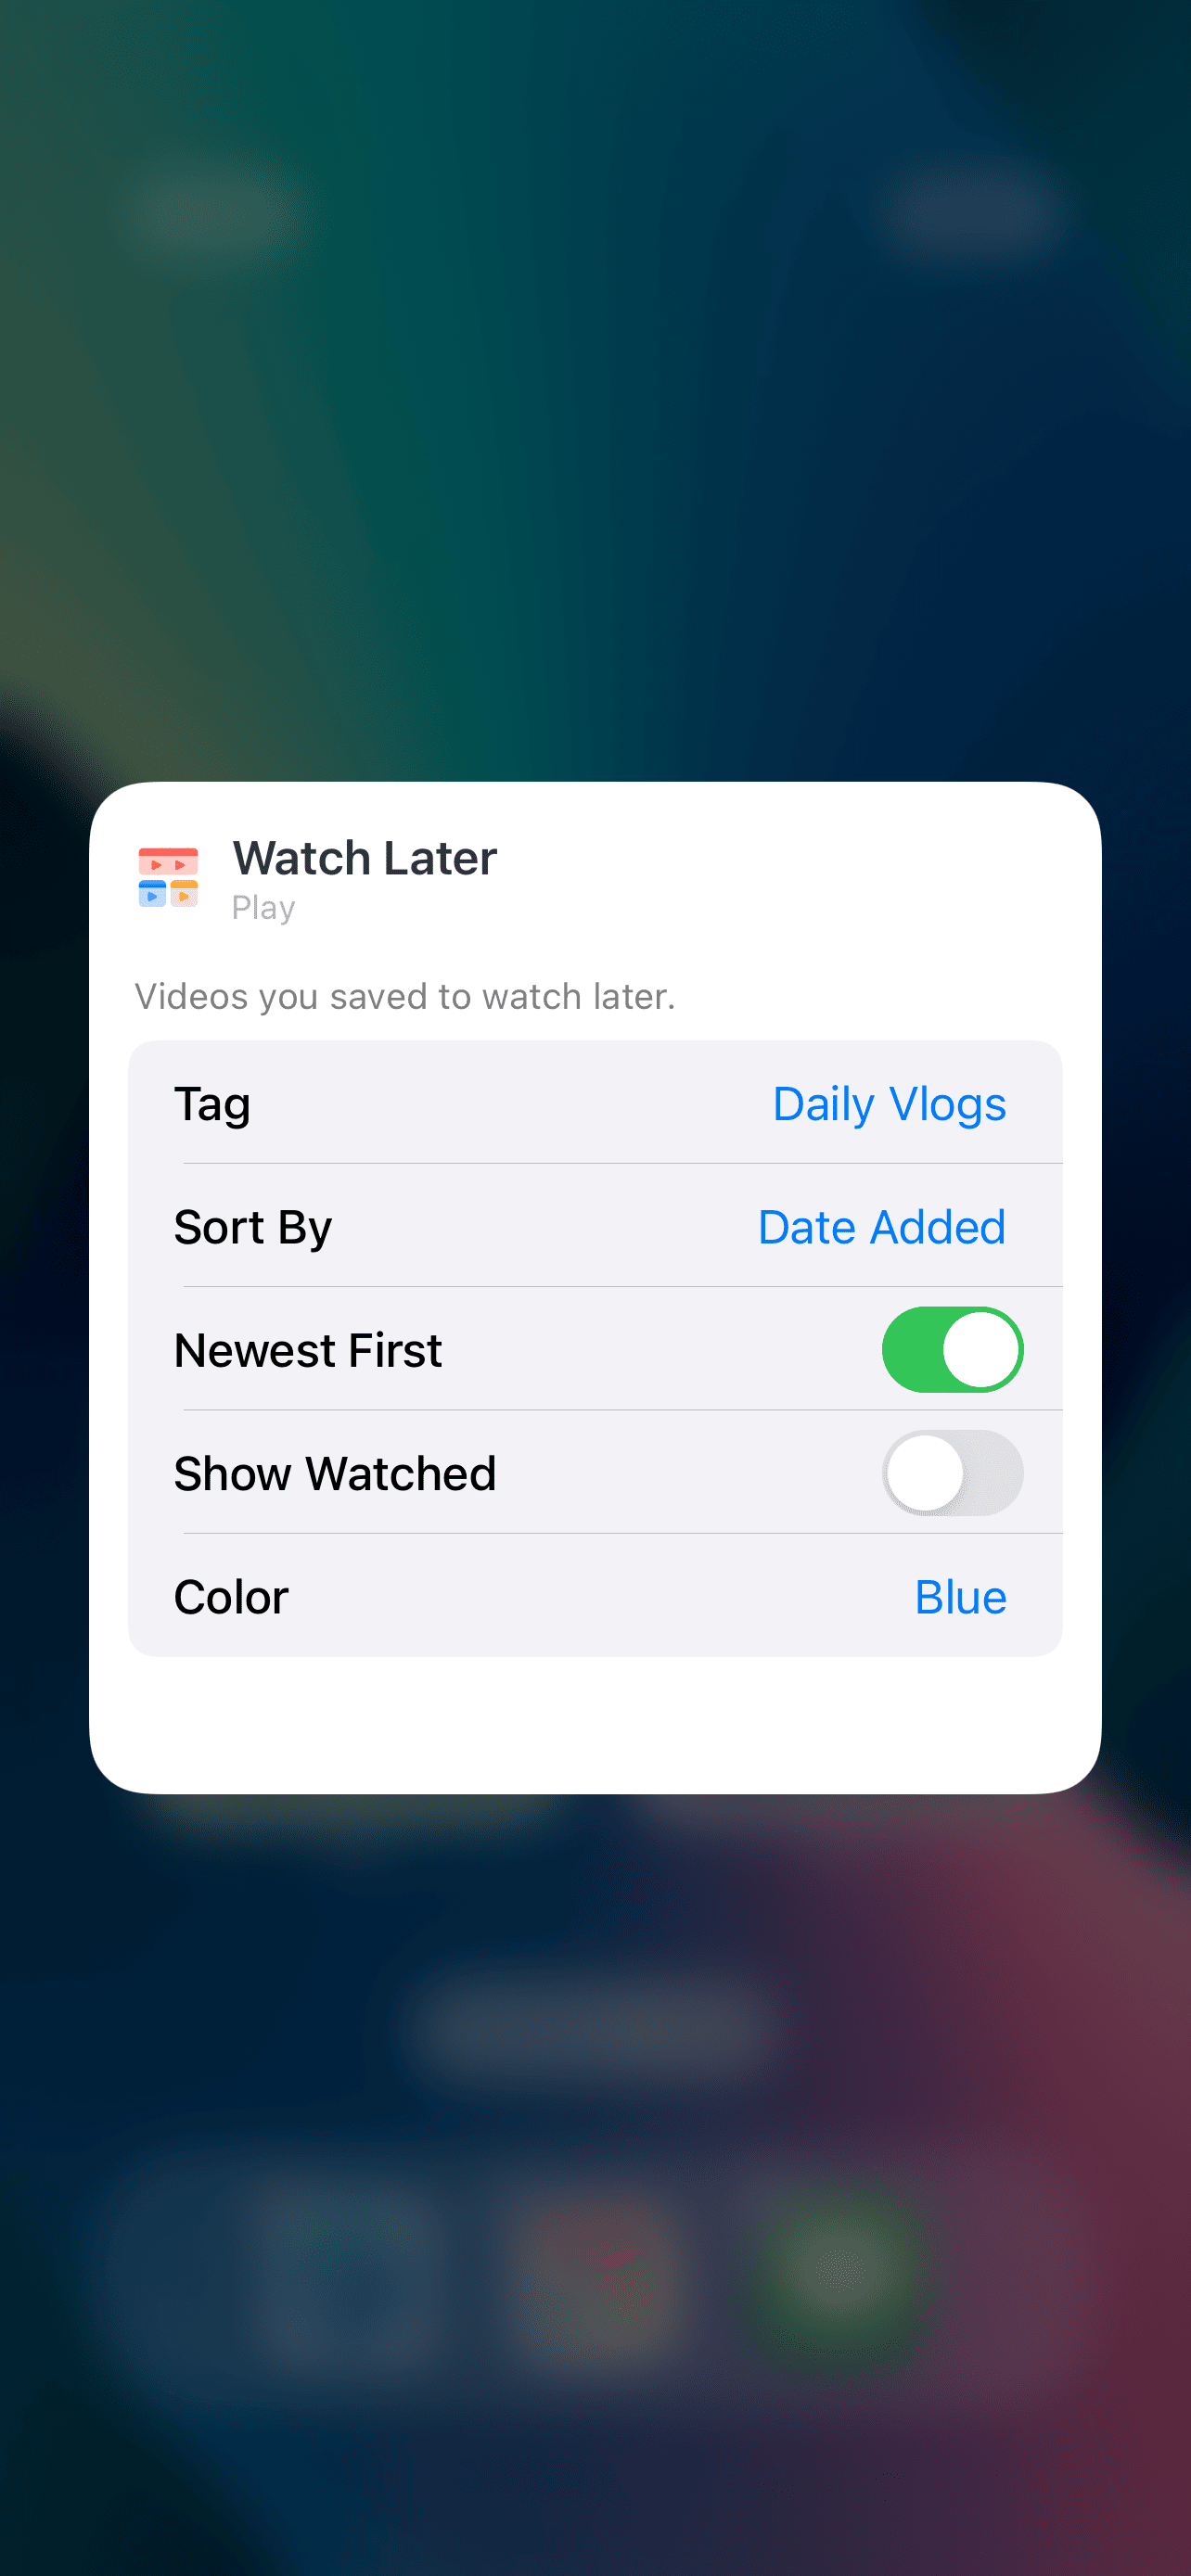 Watch Later
Play
Videos you saved to watch later.
Tag Daily Vlogs
Sort By Date Added
Newest First
Show Watched
Color Blue